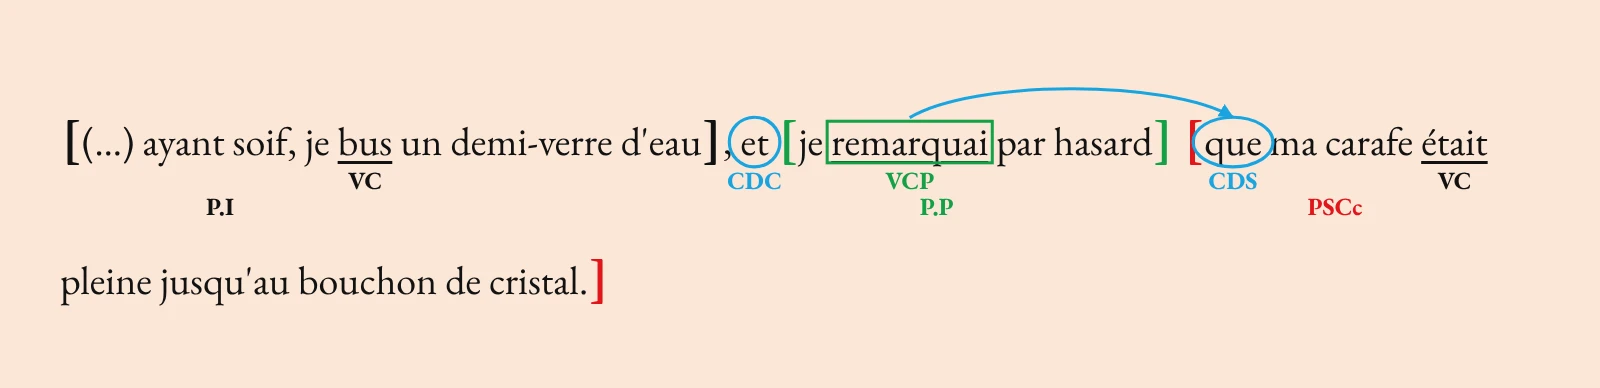 [(...) ayant soif, je bus un demi-verre d'eau], et [je remarquai par hasard] [que ma carafe était
VC CDC VCP CDS VC
P.I P.P PSCc
pleine jusqu'au bouchon de cristal.]